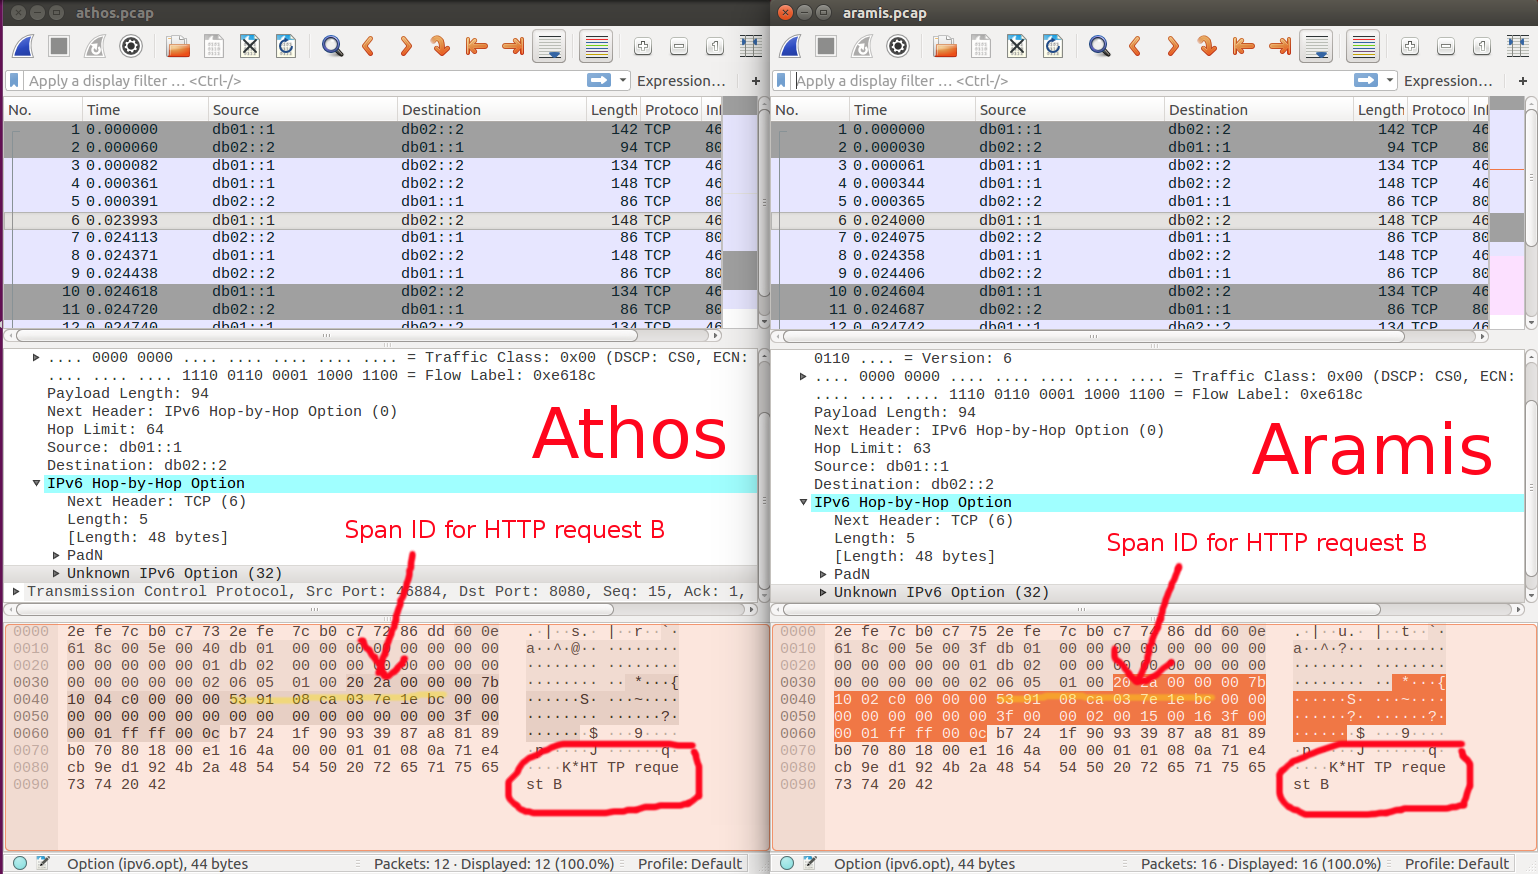 athos.pcap
Apply a display filter … <Ctrl-/>
Expression…
+
No. Time Source Destination Length Protoco Inf
1 0.000000 db01::1 db02::2 142 TCP 46
2 0.000060 db02::2 db01::1 94 TCP 80
3 0.000082 db01::1 db02::2 134 TCP 46
4 0.000361 db01::1 db02::2 148 TCP 46
5 0.000391 db02::2 db01::1 86 TCP 80
6 0.023993 db01::1 db02::2 148 TCP 46
7 0.024113 db02::2 db01::1 86 TCP 80
8 0.024371 db01::1 db02::2 148 TCP 46
9 0.024438 db02::2 db01::1 86 TCP 80
10 0.024618 db01::1 db02::2 134 TCP 46
11 0.024720 db02::2 db01::1 86 TCP 80
12 0.024740 db01::1 db02::2 134 TCP 46
.... 0000 0000 .... .... .... .... .... = Traffic Class: 0x00 (DSCP: CS0, ECN:
.... .... .... 1110 0110 0001 1000 1100 = Flow Label: 0xe618c
Payload Length: 94
Next Header: IPv6 Hop-by-Hop Option (0)
Hop Limit: 64
Source: db01::1
Destination: db02::2
Athos
IPv6 Hop-by-Hop Option
Next Header: TCP (6)
Length: 5
[Length: 48 bytes]
Span ID for HTTP request B
PadN
Unknown IPv6 Option (32)
Transmission Control Protocol, Src Port: 46884, Dst Port: 8080, Seq: 15, Ack: 1,
0000 2e fe 7c b0 c7 73 2e fe 7c b0 c7 72 86 dd 60 0e .·|··s.·|··r··`·
0010 61 8c 00 5e 00 40 db 01 00 00 00 00 00 00 00 00 a··^·@·· ········
0020 00 00 00 00 00 01 db 02 00 00 00 00 00 00 00 00 ········ ········
0030 00 00 00 00 00 02 06 05 01 00 20 2a 00 00 00 7b ········ ·· *···{
0040 10 04 c0 00 00 00 00 53 91 08 ca 03 7e 1e bc 00 00 ······S· ···~····
0050 00 00 00 00 00 00 00 00 00 00 00 00 00 00 3f 00 ········ ······?·
0060 00 01 ff ff 00 0c b7 24 1f 90 93 39 87 a8 81 89 ·······$ ···9····
0070 b0 70 80 18 00 e1 16 4a 00 00 01 01 08 0a 71 e4 ·p·····J ······q·
0080 cb 9e d1 92 4b 2a 48 54 54 50 20 72 65 71 75 65 ····K*HT TP reque
0090 73 74 20 42 st B
Option (ipv6.opt), 44 bytes
Packets: 12 · Displayed: 12 (100.0%)
Profile: Default
aramis.pcap
Apply a display filter … <Ctrl-/>
Expression…
+
No. Time Source Destination Length Protoco Inf
1 0.000000 db01::1 db02::2 142 TCP 46
2 0.000030 db02::2 db01::1 94 TCP 80
3 0.000061 db01::1 db02::2 134 TCP 46
4 0.000344 db01::1 db02::2 148 TCP 46
5 0.000365 db02::2 db01::1 86 TCP 80
6 0.024000 db01::1 db02::2 148 TCP 46
7 0.024075 db02::2 db01::1 86 TCP 80
8 0.024358 db01::1 db02::2 148 TCP 46
9 0.024406 db02::2 db01::1 86 TCP 80
10 0.024604 db01::1 db02::2 134 TCP 46
11 0.024687 db02::2 db01::1 86 TCP 80
12 0.024742 db01::1 db02::2 134 TCP 46
0110 .... = Version: 6
.... 0000 0000 .... .... .... .... .... = Traffic Class: 0x00 (DSCP: CS0, ECN:
.... .... .... 1110 0110 0001 1000 1100 = Flow Label: 0xe618c
Payload Length: 94
Next Header: IPv6 Hop-by-Hop Option (0)
Hop Limit: 63
Source: db01::1
Destination: db02::2
Aramis
IPv6 Hop-by-Hop Option
Next Header: TCP (6)
Length: 5
[Length: 48 bytes]
Span ID for HTTP request B
PadN
Unknown IPv6 Option (32)
0000 2e fe 7c b0 c7 75 2e fe 7c b0 c7 74 86 dd 60 0e .·|··u.·|··t··`·
0010 61 8c 00 5e 00 3f db 01 00 00 00 00 00 00 00 00 a··^·?·· ········
0020 00 00 00 00 00 01 db 02 00 00 00 00 00 00 00 00 ········ ········
0030 00 00 00 00 00 02 06 05 01 00 20 2a 00 00 00 7b ········ ·· *···{
0040 10 02 c0 00 00 00 00 53 91 08 ca 03 7e 1e bc 00 00 ······S· ···~····
0050 00 00 00 00 00 00 3f 00 00 02 00 15 00 16 3f 00 ······?· ······?·
0060 00 01 ff ff 00 0c b7 24 1f 90 93 39 87 a8 81 89 ·······$ ···9····
0070 b0 70 80 18 00 e1 16 4a 00 00 01 01 08 0a 71 e4 ·p·····J ······q·
0080 cb 9e d1 92 4b 2a 48 54 54 50 20 72 65 71 75 65 ····K*HT TP reque
0090 73 74 20 42 st B
Option (ipv6.opt), 44 bytes
Packets: 16 · Displayed: 16 (100.0%)
Profile: Default